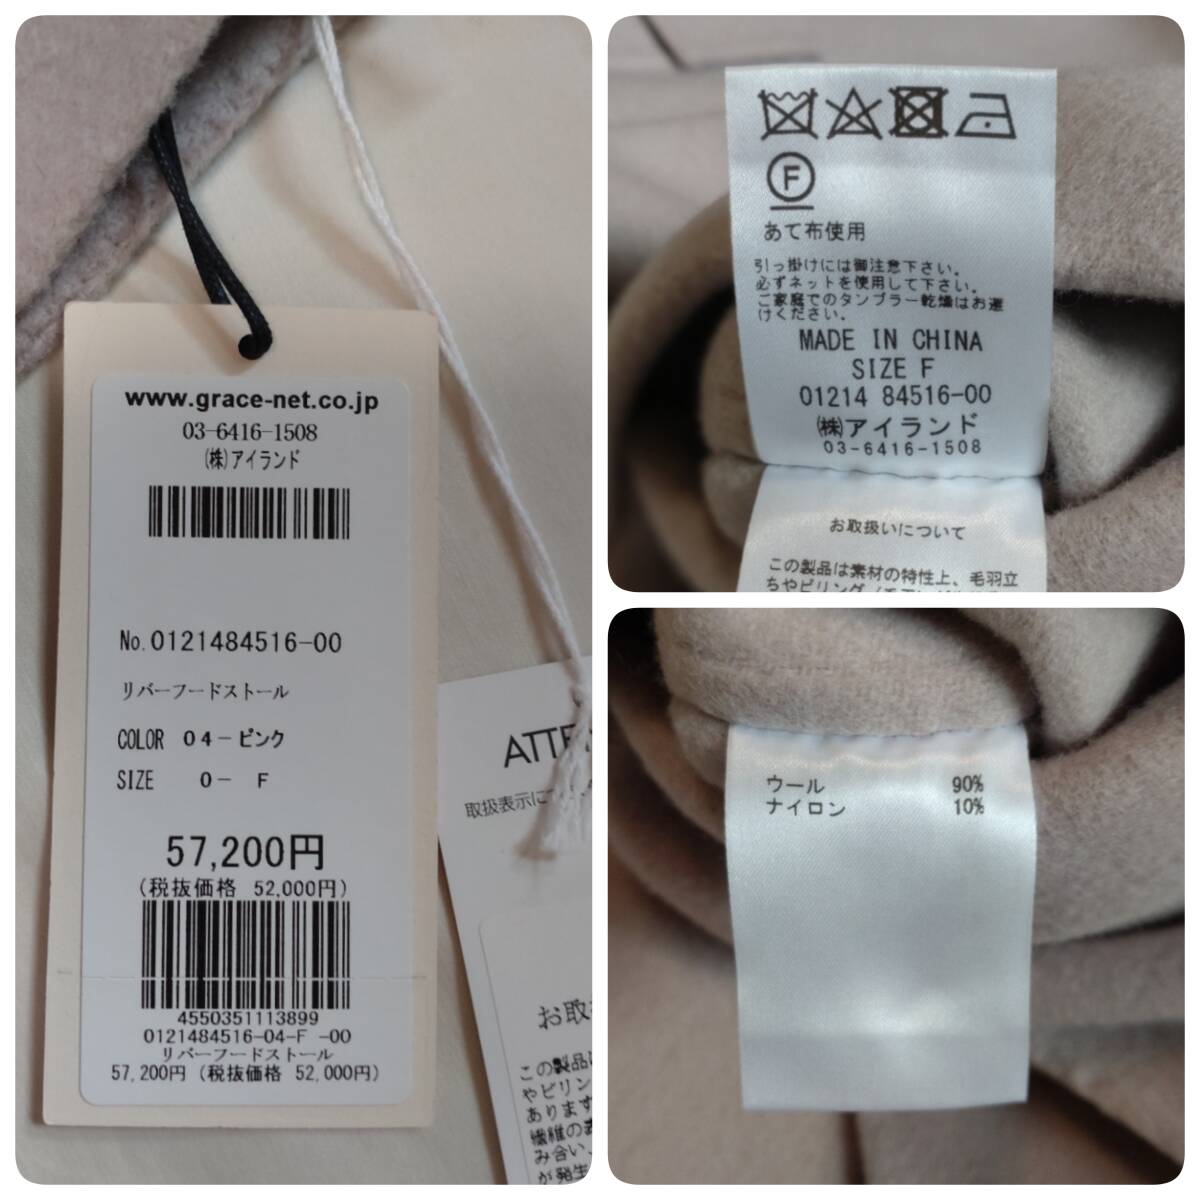 www.grace-net.co.jp
03-6416-1508
(株)アイランド
No.0121484516-00
リバーフードストール
COLOR 04-ピンク
SIZE 0- F
57,200円
(税抜価格 52,000円)
4550351113899
0121484516-04-F -00
リバーフードストール
57,200円 (税抜価格 52,000円)
取扱表示に
この製品は
やピリン
あります
繊維の
み合い、
が発生
F
あて布使用
引っ掛けには御注意下さい。
必ずネットを使用して下さい。
ご家庭でのタンブラー乾燥はお避
けください。
MADE IN CHINA
SIZE F
01214 84516-00
(株)アイランド
03-6416-1508
お取扱いについて
この製品は素材の特性上、毛羽立
ちやピリング
ウール 90%
ナイロン 10%